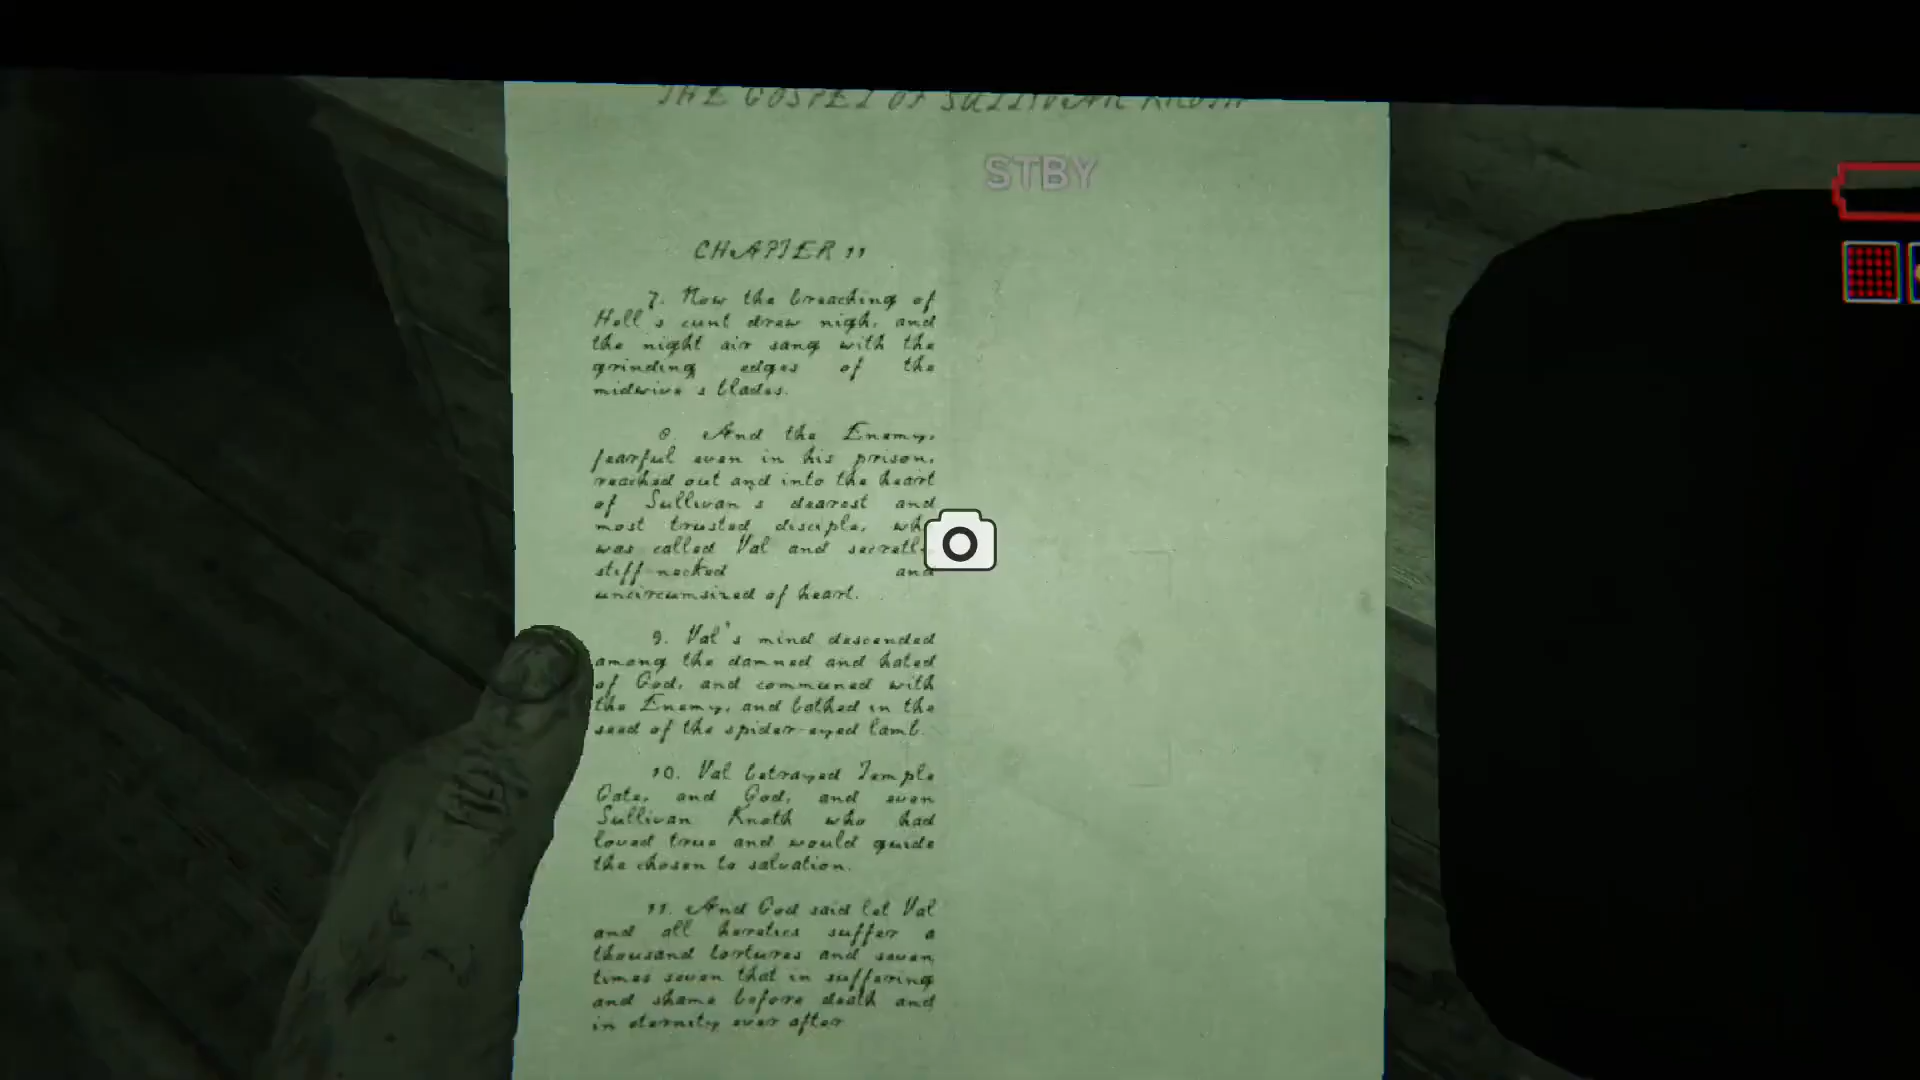 THE GOSPEL OF SULLIVAN KNOTH
STBY
CHAPTER 11
7. Now the breaching of
Hell's cunt drew nigh, and
the night air sang with the
grinding edges of the
midwive's blades.
8. And the Enemy,
fearful even in his prison,
reached out and into the heart
of Sullivan's dearest and
most trusted disciple, who
was called Val and secretly
stiff-necked and
uncircumsized of heart.
9. Val's mind descended
among the damned and hated
of God, and communed with
the Enemy, and bathed in the
seed of the spider-eyed lamb.
10. Val betrayed Temple
Gate, and God, and even
Sullivan Knoth who had
loved true and would guide
the chosen to salvation.
11. And God said let Val
and all heretics suffer a
thousand tortures and seven
times seven that in suffering
and shame before death and
in eternity ever after